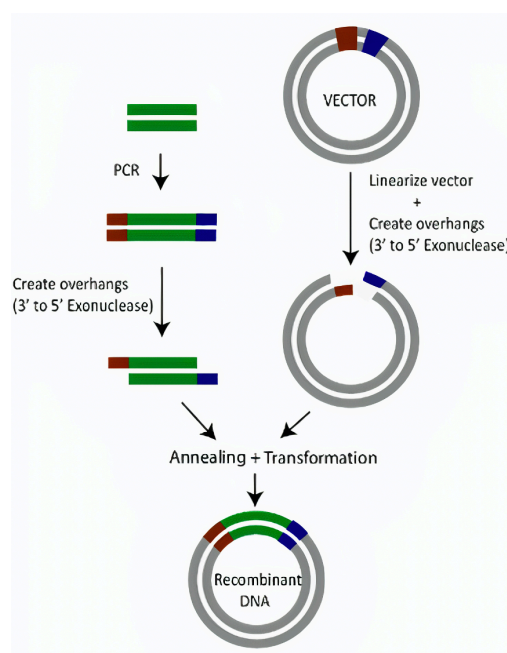 VECTOR
PCR
Linearize vector
+
Create overhangs
(3' to 5' Exonuclease)
Create overhangs
(3' to 5' Exonuclease)
Annealing + Transformation
Recombinant
DNA